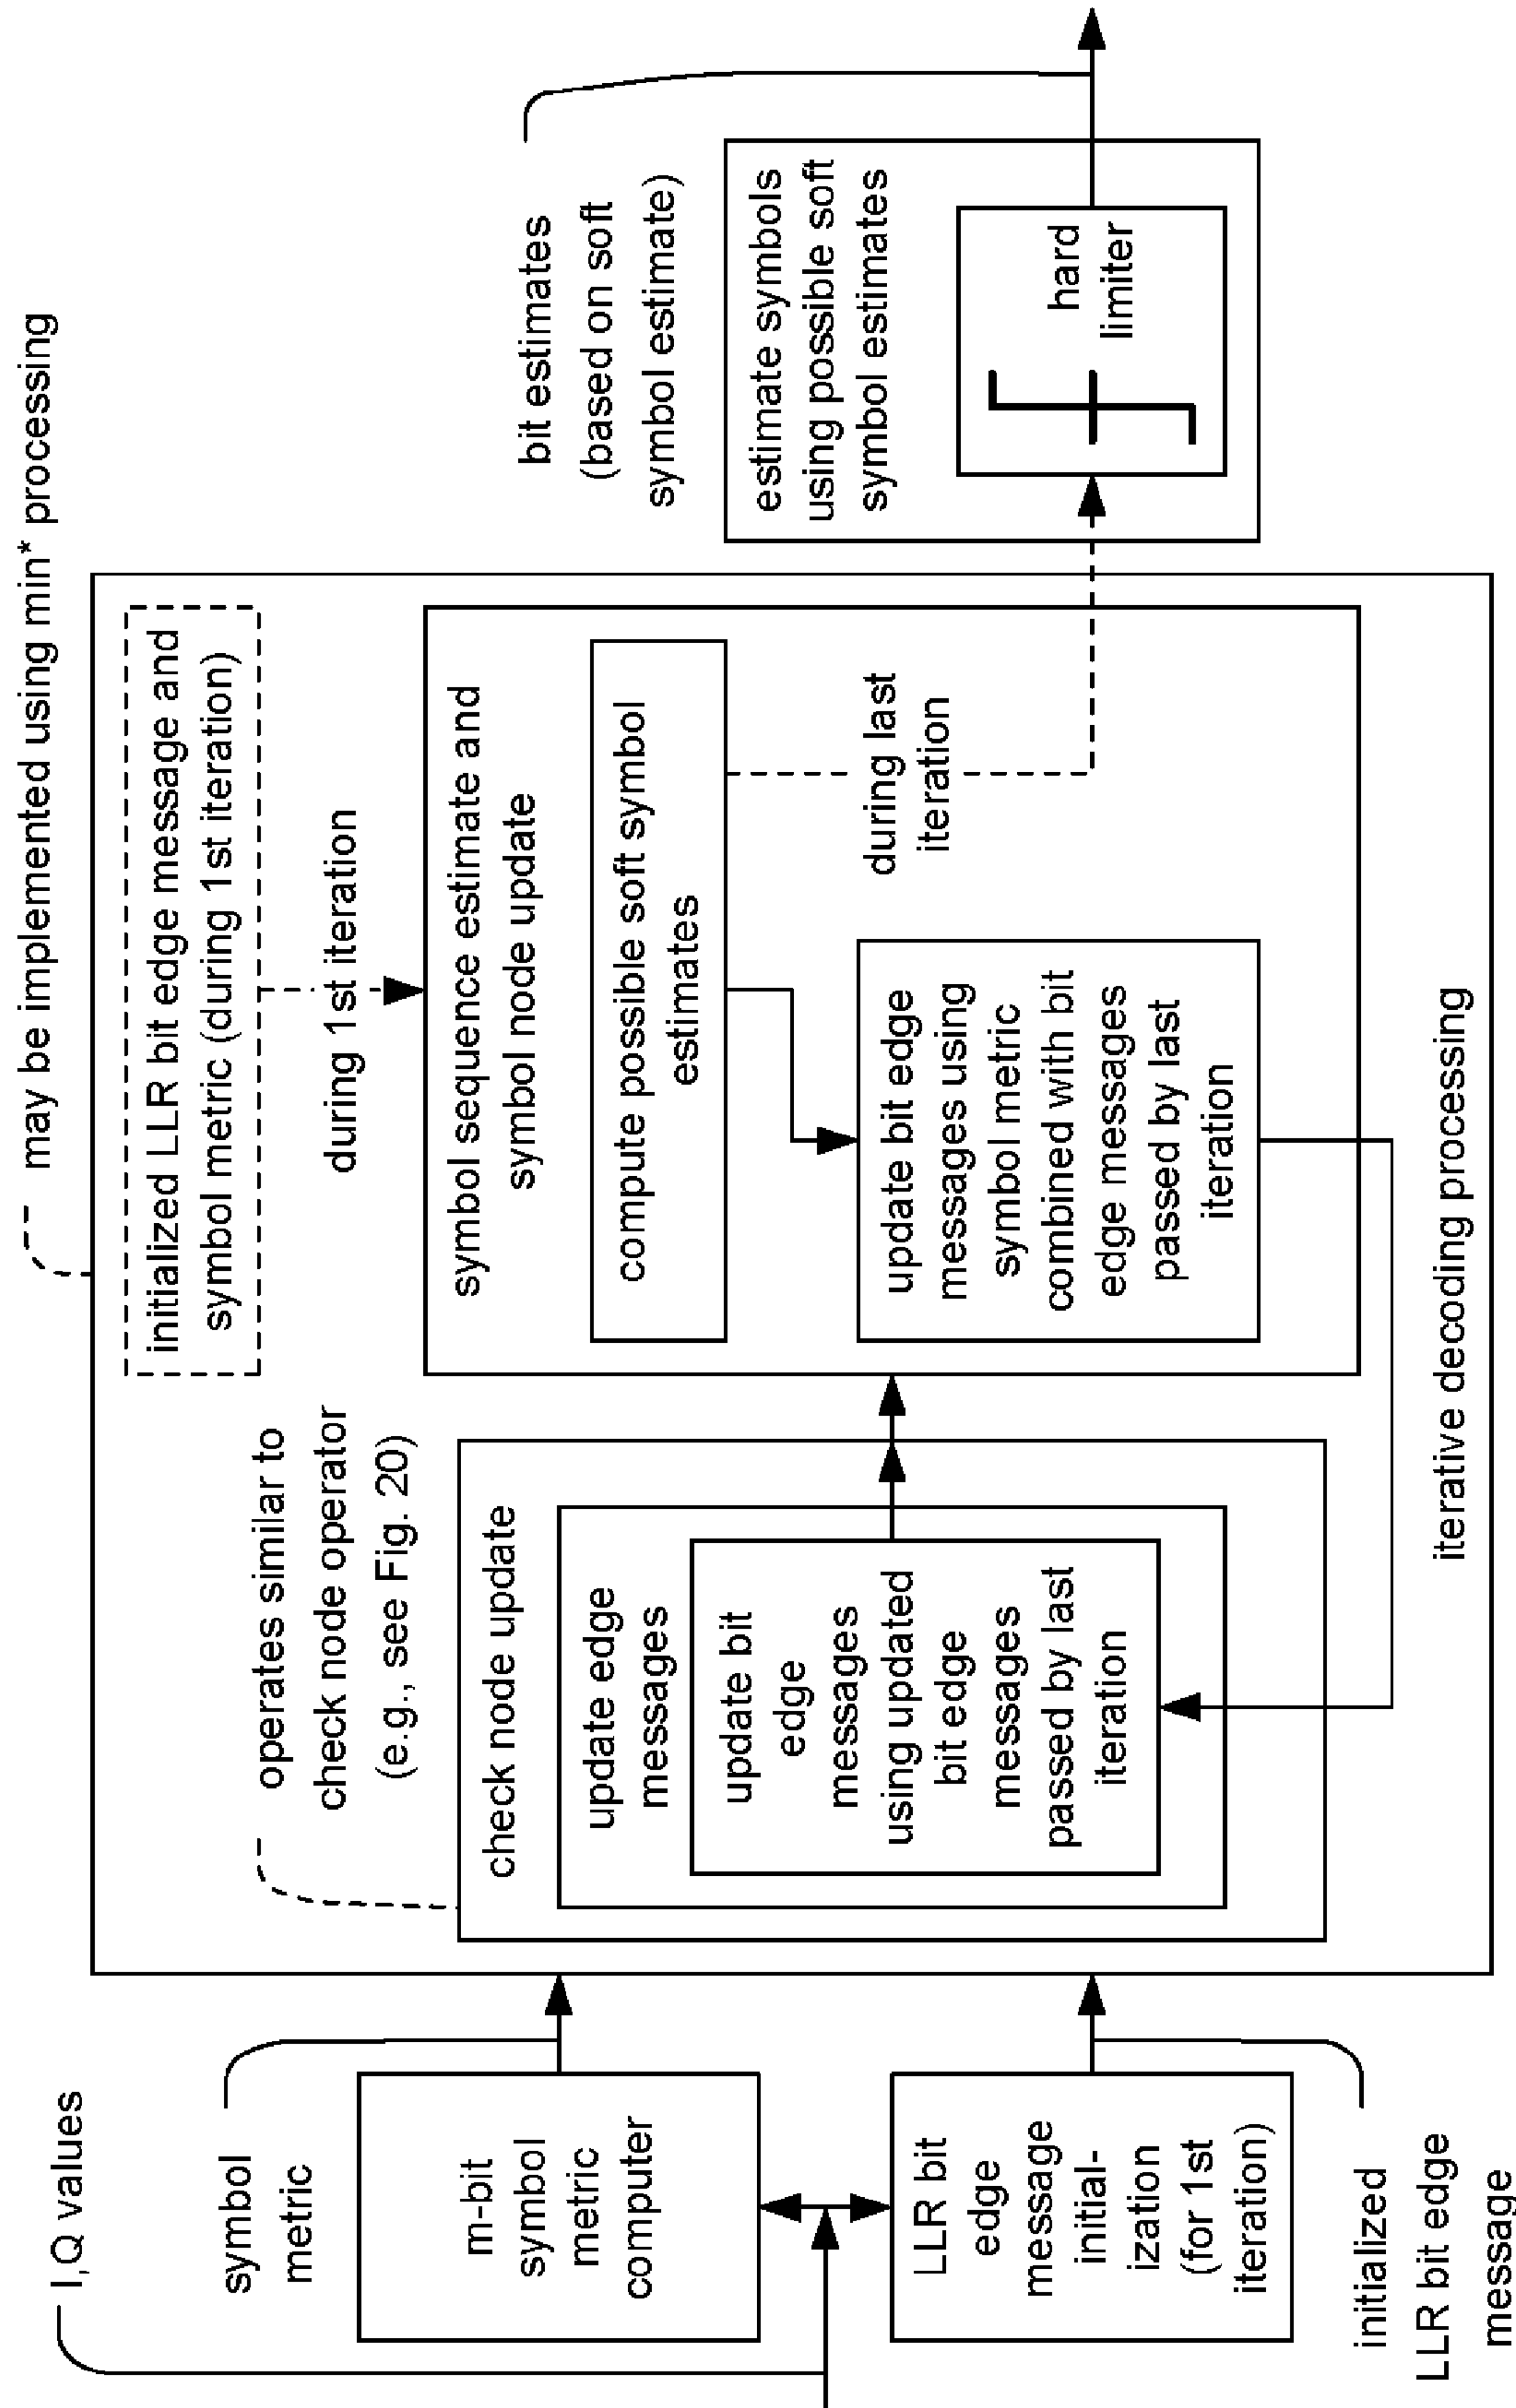 may be implemented using min* processing
I,Q values
symbol
metric
m-bit
symbol
metric
computer
LLR bit
edge
message
initial-
ization
(for 1st
iteration)
initialized
LLR bit edge
message
operates similar to
check node operator
(e.g., see Fig. 20)
check node update
update edge
messages
update bit
edge
messages
using updated
bit edge
messages
passed by last
iteration
initialized LLR bit edge message and
symbol metric (during 1st iteration)
during 1st iteration
symbol sequence estimate and
symbol node update
compute possible soft symbol
estimates
update bit edge
messages using
symbol metric
combined with bit
edge messages
passed by last
iteration
during last
iteration
iterative decoding processing
bit estimates
(based on soft
symbol estimate)
estimate symbols
using possible soft
symbol estimates
hard
limiter